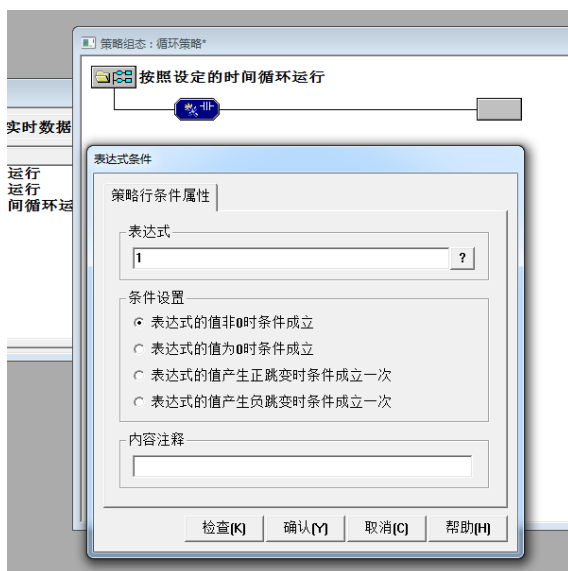 策略组态：循环策略*
按照设定的时间循环运行
实时数据
运行
运行
间循环运
表达式条件
策略行条件属性
表达式
1
?
条件设置
表达式的值非0时条件成立
表达式的值为0时条件成立
表达式的值产生正跳变时条件成立一次
表达式的值产生负跳变时条件成立一次
内容注释
检查(K) 确认(Y) 取消(C) 帮助(H)